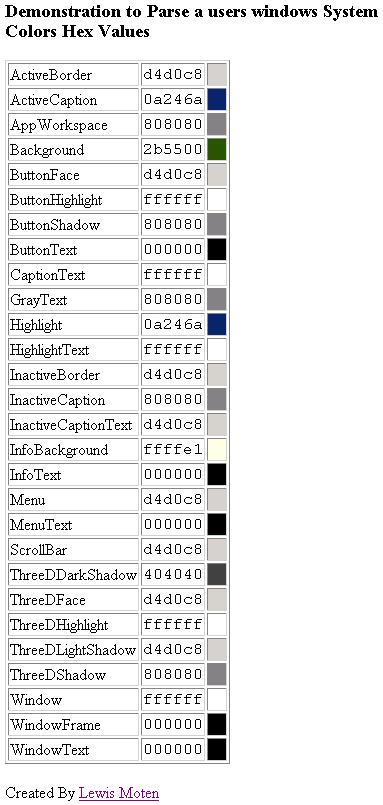 Demonstration to Parse a users windows System
Colors Hex Values
ActiveBorder d4d0c8
ActiveCaption 0a246a
AppWorkspace 808080
Background 2b5500
ButtonFace d4d0c8
ButtonHighlight ffffff
ButtonShadow 808080
ButtonText 000000
CaptionText ffffff
GrayText 808080
Highlight 0a246a
HighlightText ffffff
InactiveBorder d4d0c8
InactiveCaption 808080
InactiveCaptionText d4d0c8
InfoBackground ffffe1
InfoText 000000
Menu d4d0c8
MenuText 000000
ScrollBar d4d0c8
ThreeDDarkShadow 404040
ThreeDFace d4d0c8
ThreeDHighlight ffffff
ThreeDLightShadow d4d0c8
ThreeDShadow 808080
Window ffffff
WindowFrame 000000
WindowText 000000
Created By Lewis Moten